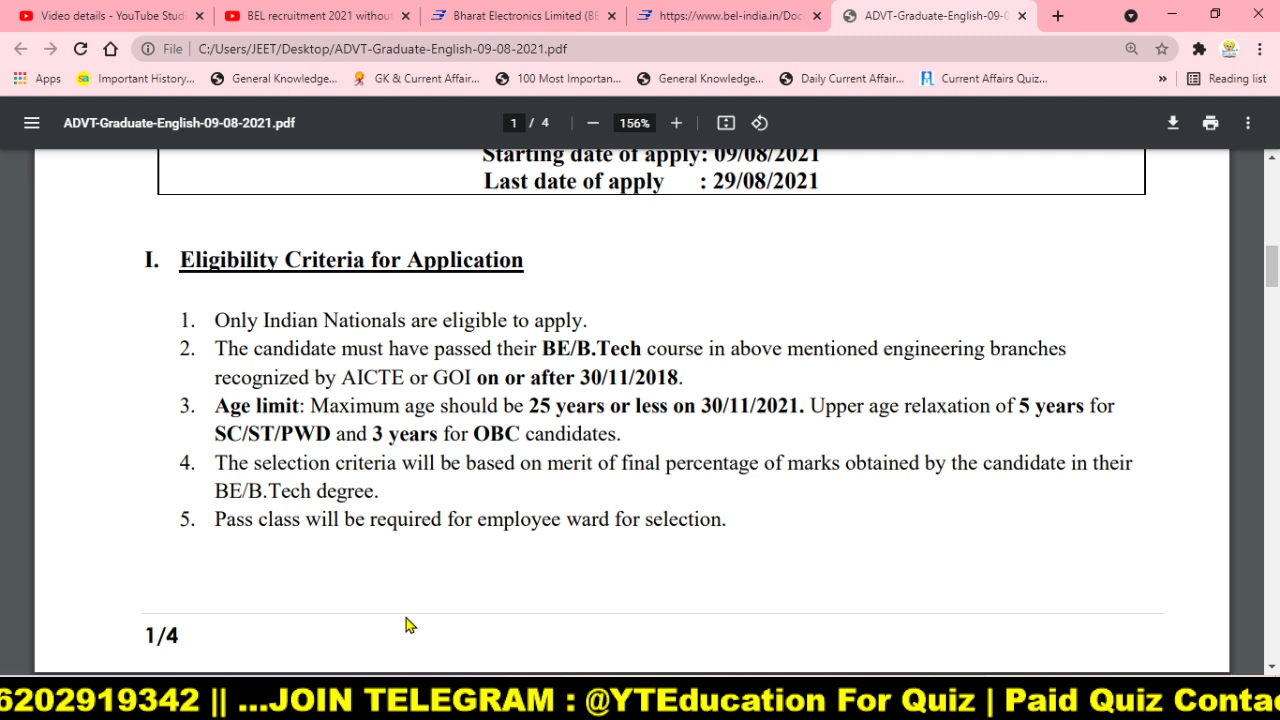 Video details - YouTube Studi
BEL recruitment 2021 withou
Bharat Electronics Limited (BE
https://www.bel-india.in/Doc
ADVT-Graduate-English-09-0
File | C:/Users/JEET/Desktop/ADVT-Graduate-English-09-08-2021.pdf
Apps Important History... General Knowledge... GK & Current Affair... 100 Most Importan... General Knowledge... Daily Current Affair... Current Affairs Quiz... » Reading list
ADVT-Graduate-English-09-08-2021.pdf 1 / 4 156%
Starting date of apply: 09/08/2021
Last date of apply : 29/08/2021
I. Eligibility Criteria for Application
1. Only Indian Nationals are eligible to apply.
2. The candidate must have passed their BE/B.Tech course in above mentioned engineering branches
recognized by AICTE or GOI on or after 30/11/2018.
3. Age limit: Maximum age should be 25 years or less on 30/11/2021. Upper age relaxation of 5 years for
SC/ST/PWD and 3 years for OBC candidates.
4. The selection criteria will be based on merit of final percentage of marks obtained by the candidate in their
BE/B.Tech degree.
5. Pass class will be required for employee ward for selection.
1/4
6202919342 || ...JOIN TELEGRAM : @YTEducation For Quiz | Paid Quiz Conta